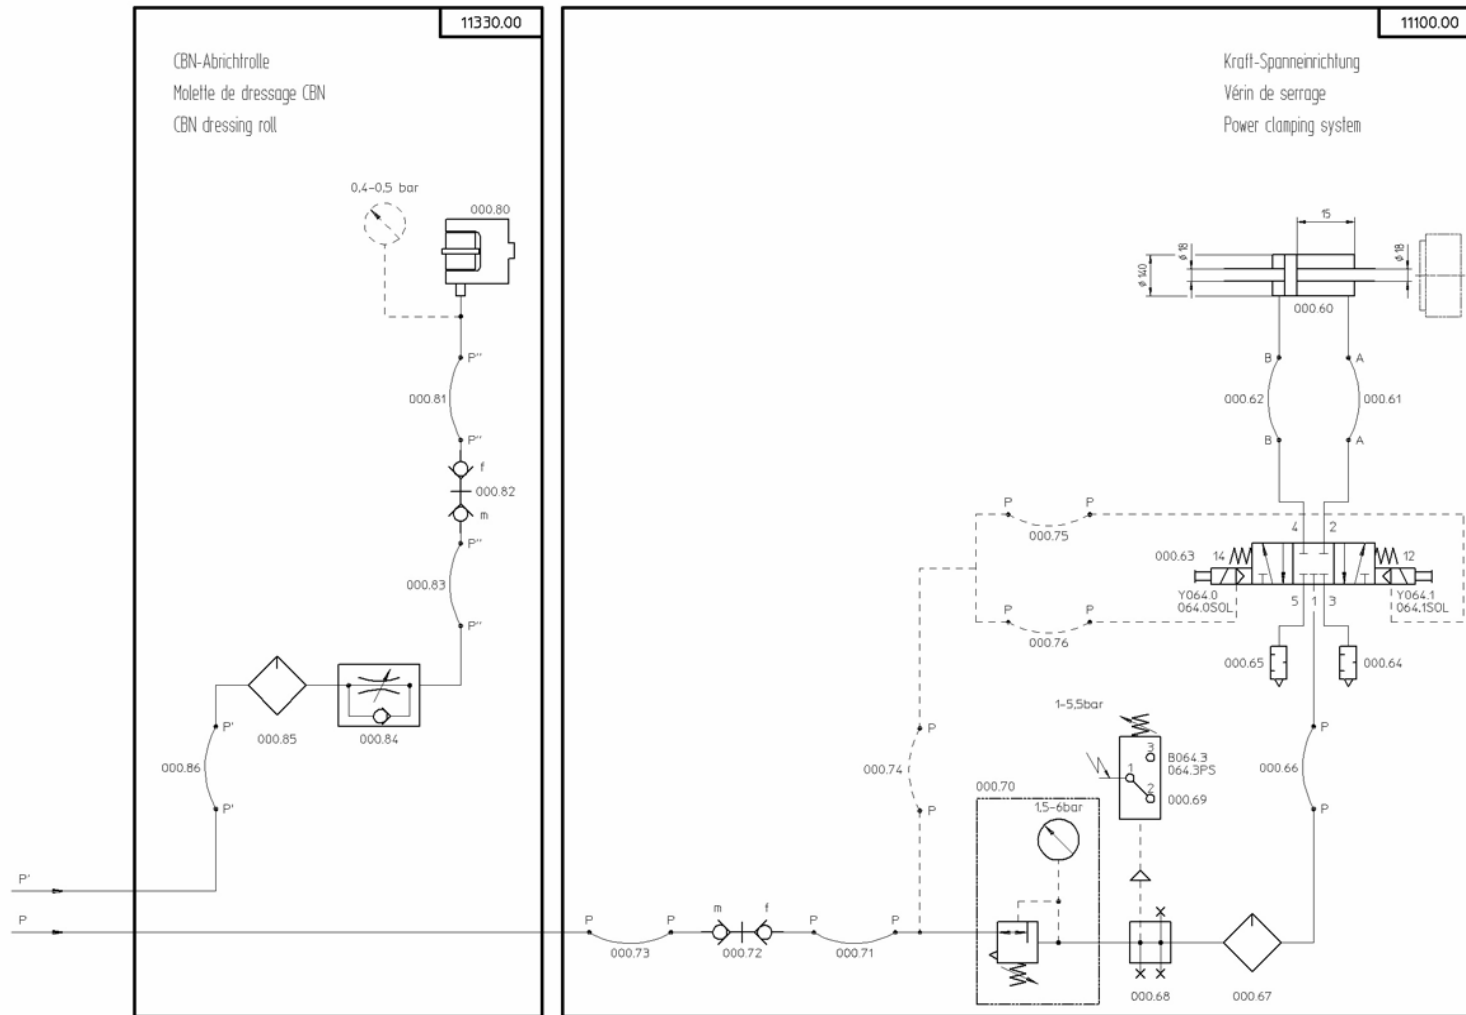 11330.00
11100.00
CBN-Abrichtrolle
Molette de dressage CBN
CBN dressing roll
Kraft-Spanneinrichtung
Vérin de serrage
Power clamping system
0,4-0,5 bar
000.80
15
ϕ 140
ϕ 18
ϕ 18
000.60
P''
000.81
P''
B
A
000.62
000.61
B
A
f
000.82
m
P''
000.83
P''
P
P
000.75
4
2
000.63
14
12
Y064.0
064.0SOL
5
1
3
Y064.1
064.1SOL
P
P
000.76
000.65
000.64
000.85
000.84
P'
000.86
P'
P
000.74
P
1-5,5bar
3
1
2
B064.3
064.3PS
000.69
P
000.66
P
000.70
1,5-6bar
P'
P
P
P
000.73
m
f
000.72
P
P
000.71
000.68
000.67